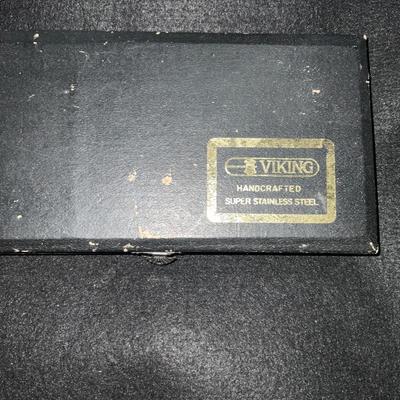 VIKING
HANDCRAFTED
SUPER STAINLESS STEEL